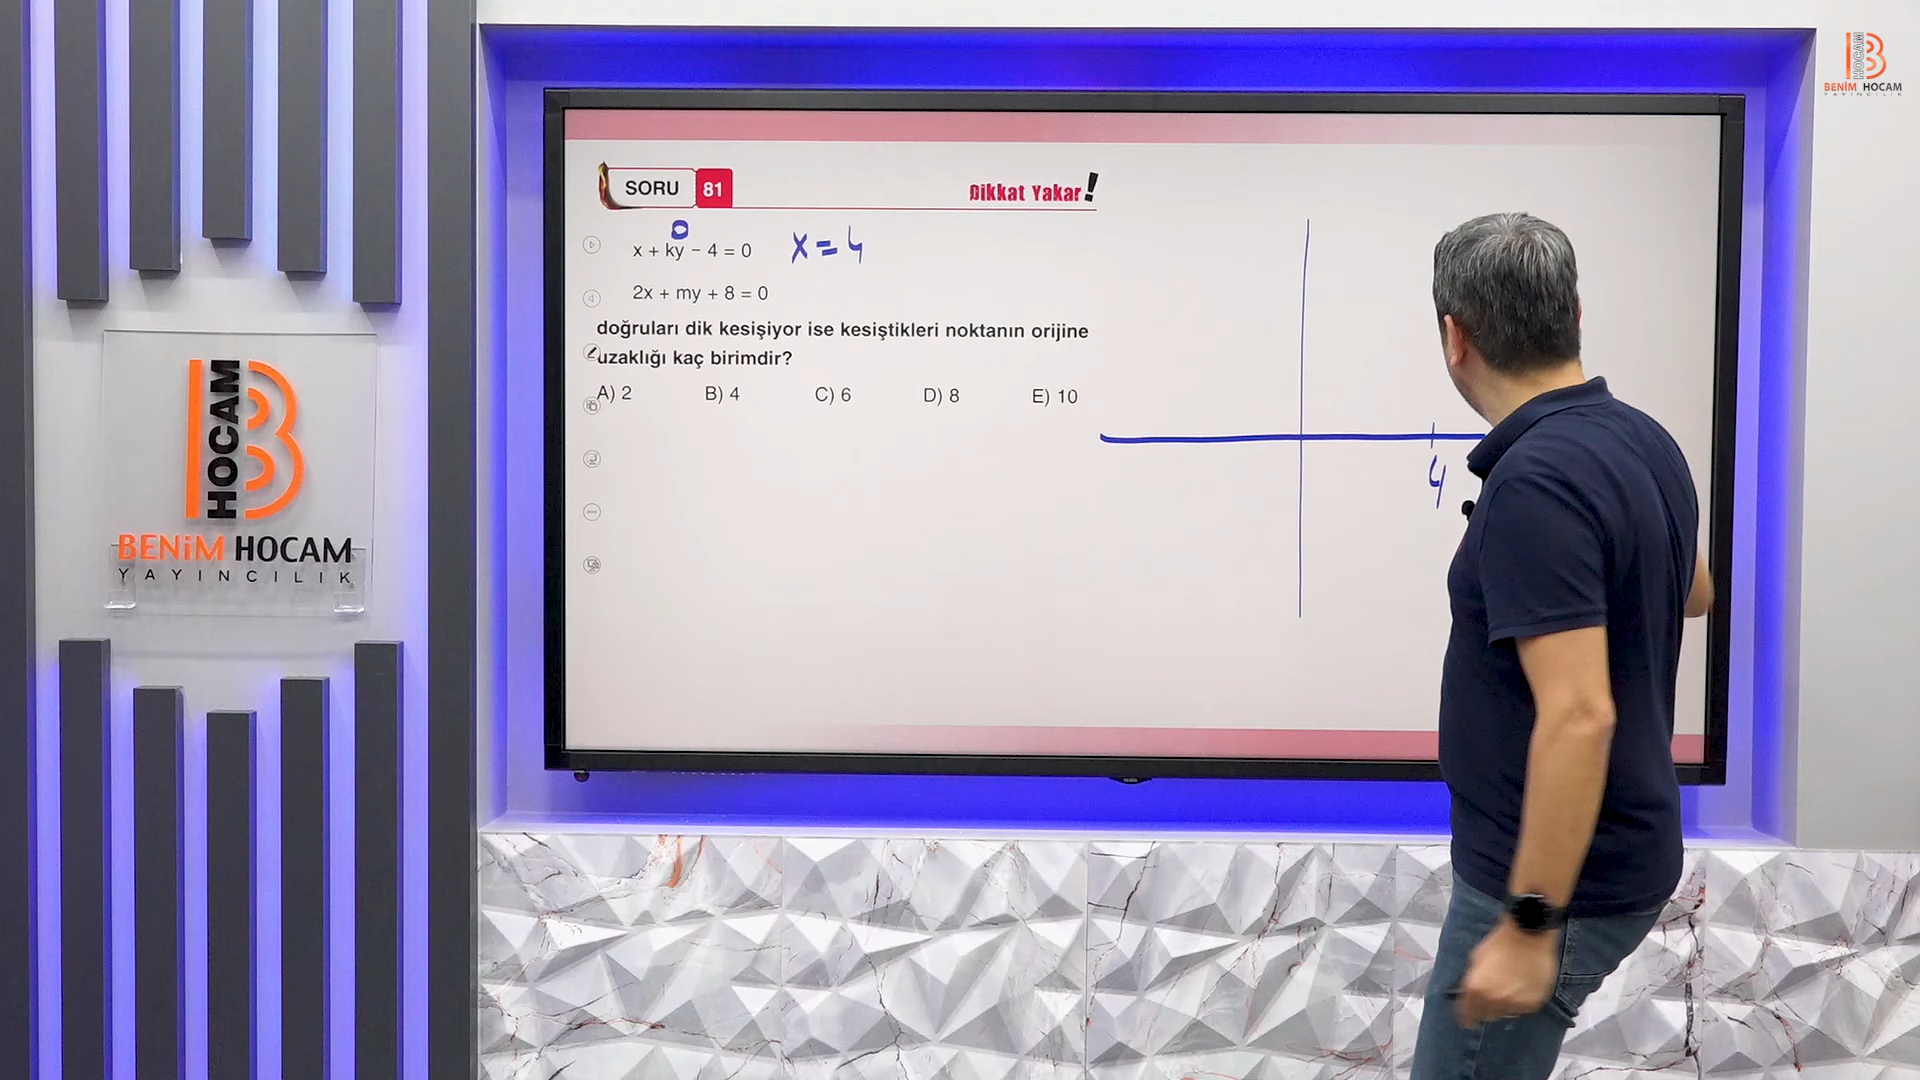 HOCAM
BENİM HOCAM
YAYINCILIK
SORU 81
Dikkat Yakar!
0
x + ky − 4 = 0 x = 4
2x + my + 8 = 0
doğruları dik kesişiyor ise kesiştikleri noktanın orijine
uzaklığı kaç birimdir?
A) 2 B) 4 C) 6 D) 8 E) 10
4
HOCAM
BENİM HOCAM
YAYINCILIK